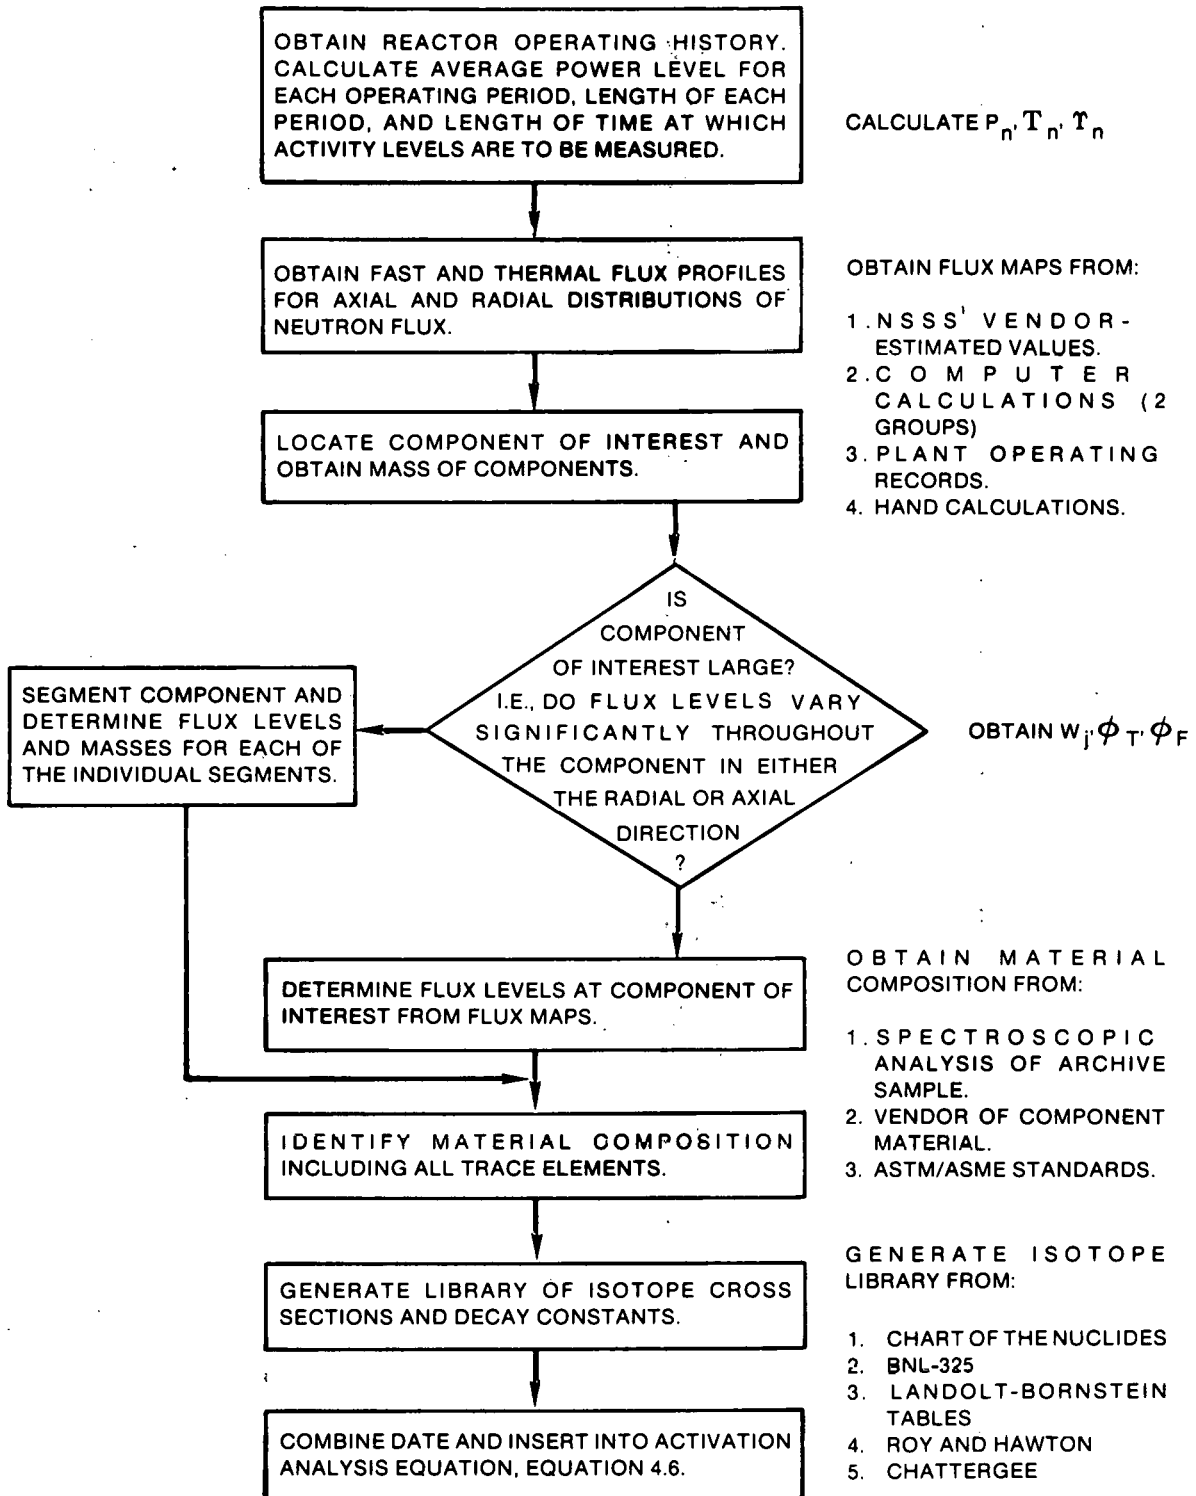 OBTAIN REACTOR OPERATING HISTORY.
CALCULATE AVERAGE POWER LEVEL FOR
EACH OPERATING PERIOD, LENGTH OF EACH
PERIOD, AND LENGTH OF TIME AT WHICH
ACTIVITY LEVELS ARE TO BE MEASURED.
CALCULATE Pn, Tn, ϒn
OBTAIN FAST AND THERMAL FLUX PROFILES
FOR AXIAL AND RADIAL DISTRIBUTIONS OF
NEUTRON FLUX.
OBTAIN FLUX MAPS FROM:
1. NSSS' VENDOR-
ESTIMATED VALUES.
2. COMPUTER
CALCULATIONS (2
GROUPS)
3. PLANT OPERATING
RECORDS.
4. HAND CALCULATIONS.
LOCATE COMPONENT OF INTEREST AND
OBTAIN MASS OF COMPONENTS.
IS
COMPONENT
OF INTEREST LARGE?
I.E., DO FLUX LEVELS VARY
SIGNIFICANTLY THROUGHOUT
THE COMPONENT IN EITHER
THE RADIAL OR AXIAL
DIRECTION
?
OBTAIN Wj, ϕT, ϕF
SEGMENT COMPONENT AND
DETERMINE FLUX LEVELS
AND MASSES FOR EACH OF
THE INDIVIDUAL SEGMENTS.
DETERMINE FLUX LEVELS AT COMPONENT OF
INTEREST FROM FLUX MAPS.
OBTAIN MATERIAL
COMPOSITION FROM:
1. SPECTROSCOPIC
ANALYSIS OF ARCHIVE
SAMPLE.
2. VENDOR OF COMPONENT
MATERIAL.
3. ASTM/ASME STANDARDS.
IDENTIFY MATERIAL COMPOSITION
INCLUDING ALL TRACE ELEMENTS.
GENERATE LIBRARY OF ISOTOPE CROSS
SECTIONS AND DECAY CONSTANTS.
GENERATE ISOTOPE
LIBRARY FROM:
1. CHART OF THE NUCLIDES
2. BNL-325
3. LANDOLT-BORNSTEIN
TABLES
4. ROY AND HAWTON
5. CHATTERGEE
COMBINE DATE AND INSERT INTO ACTIVATION
ANALYSIS EQUATION, EQUATION 4.6.